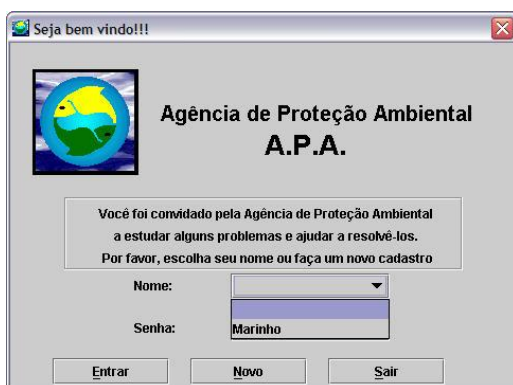 Seja bem vindo!!!
Agência de Proteção Ambiental
A.P.A.
Você foi convidado pela Agência de Proteção Ambiental
a estudar alguns problemas e ajudar a resolvê-los.
Por favor, escolha seu nome ou faça um novo cadastro
Nome:
Senha:
Marinho
Entrar
Novo
Sair